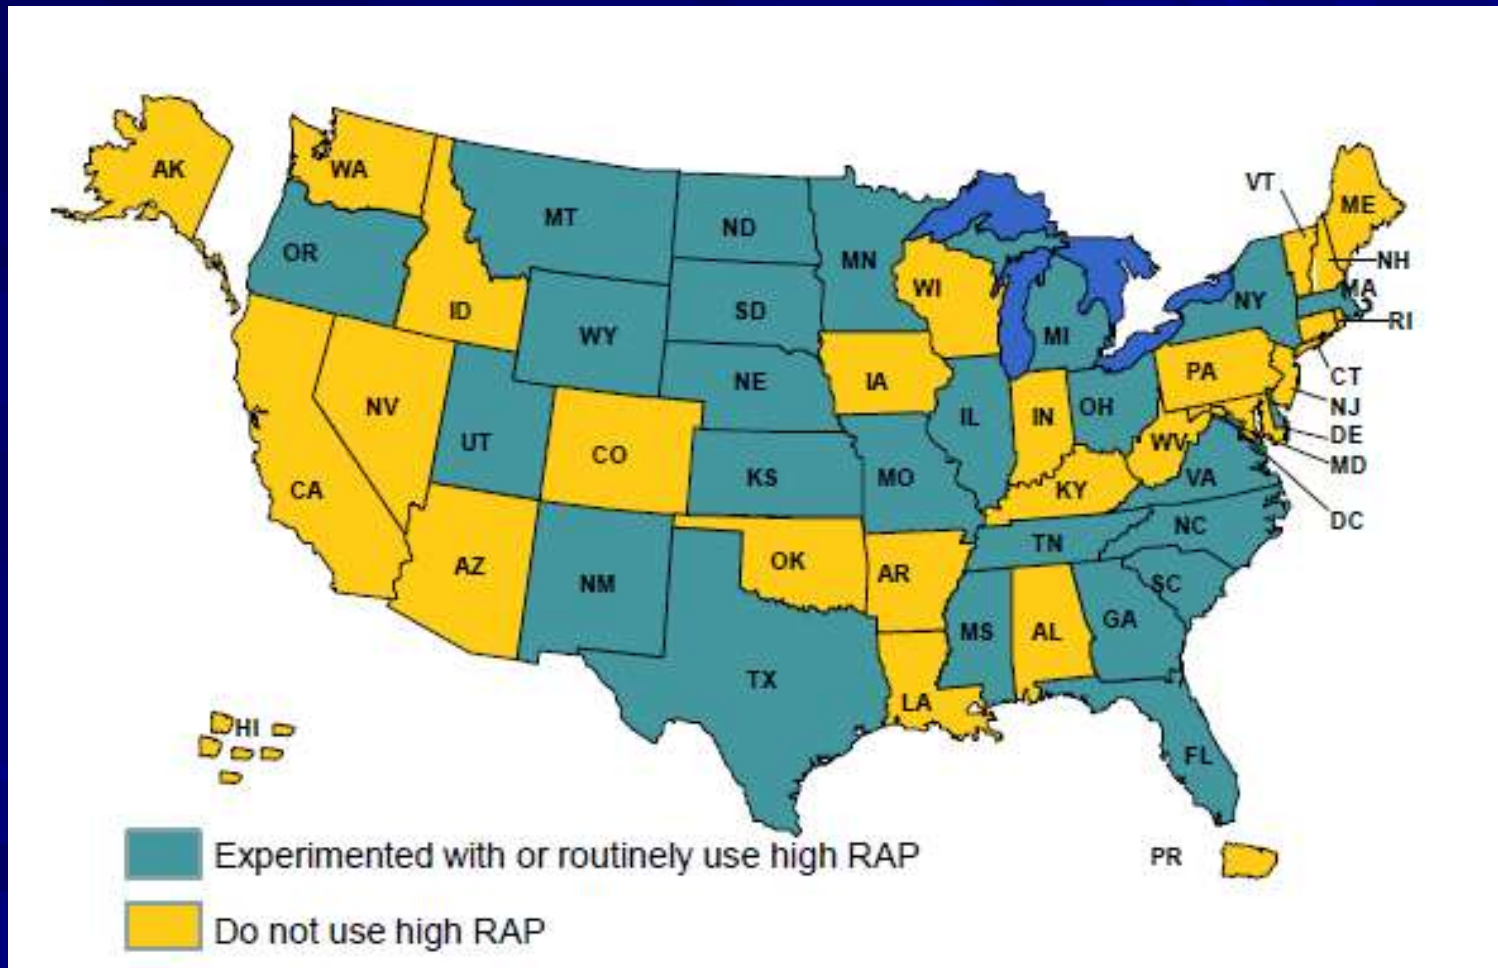 AK
WA
MT
ND
MN
VT
ME
OR
ID
WY
SD
WI
MI
NY
NH
MA
RI
NV
UT
CO
NE
IA
IL
IN
OH
PA
CT
NJ
DE
MD
DC
CA
AZ
NM
KS
MO
KY
WV
VA
OK
AR
TN
NC
SC
TX
LA
MS
AL
GA
FL
HI
PR
Experimented with or routinely use high RAP
Do not use high RAP